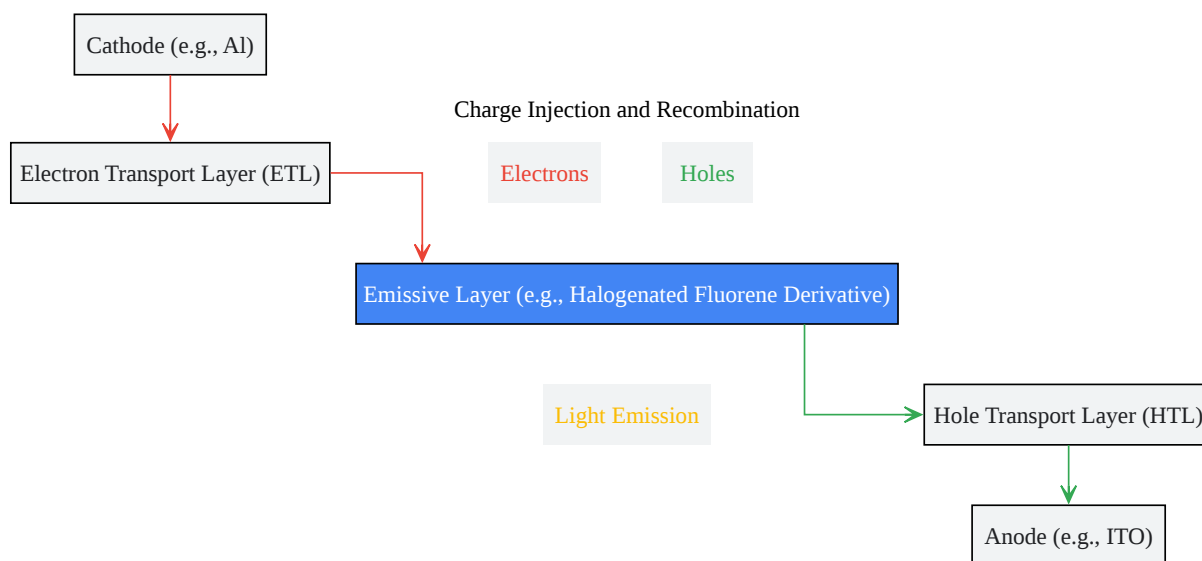 Cathode (e.g., Al)
Charge Injection and Recombination
Electron Transport Layer (ETL)
Electrons
Holes
Emissive Layer (e.g., Halogenated Fluorene Derivative)
Light Emission
Hole Transport Layer (HTL)
Anode (e.g., ITO)